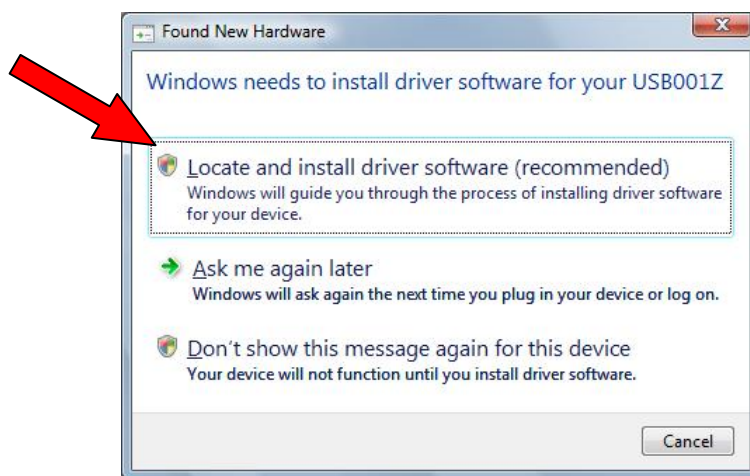 Found New Hardware
Windows needs to install driver software for your USB001Z
Locate and install driver software (recommended)
Windows will guide you through the process of installing driver software
for your device.
Ask me again later
Windows will ask again the next time you plug in your device or log on.
Don't show this message again for this device
Your device will not function until you install driver software.
Cancel